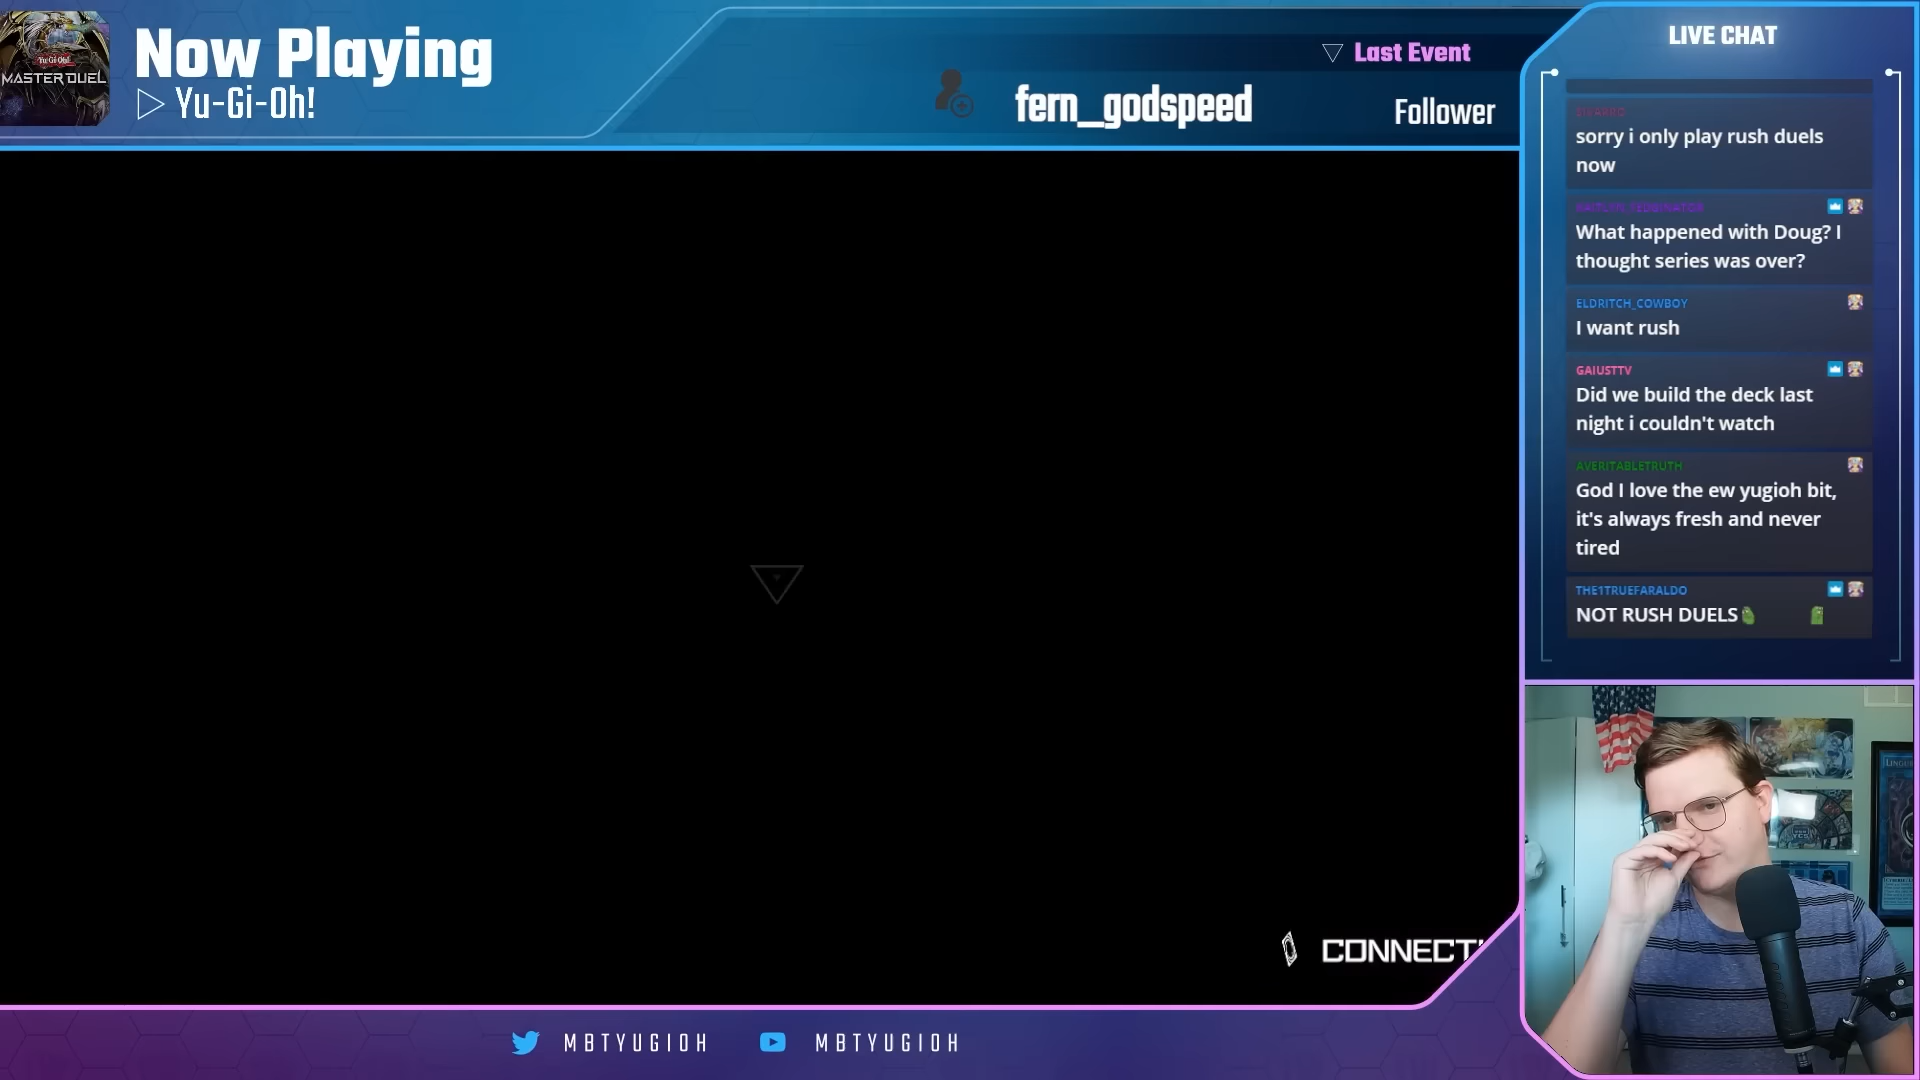 Yu-Gi-Oh!
MASTER DUEL
Now Playing
Yu-Gi-Oh!
Last Event
fern_godspeed
Follower
LIVE CHAT
sorry i only play rush duels
now
What happened with Doug? I
thought series was over?
ELDRITCH_COWBOY
I want rush
GAIUSTTV
Did we build the deck last
night i couldn't watch
AVERITABLETRUTH
God I love the ew yugioh bit,
it's always fresh and never
tired
THE1TRUEFARALDO
NOT RUSH DUELS
CONNECTI
MBTYUGIOH
MBTYUGIOH